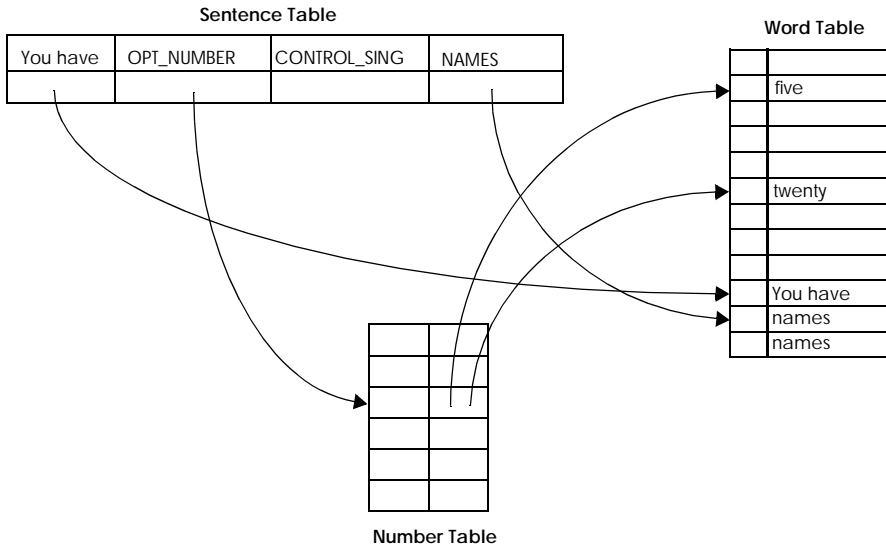 Sentence Table
You have OPT_NUMBER CONTROL_SING NAMES
Word Table
five
twenty
You have
names
names
Number Table